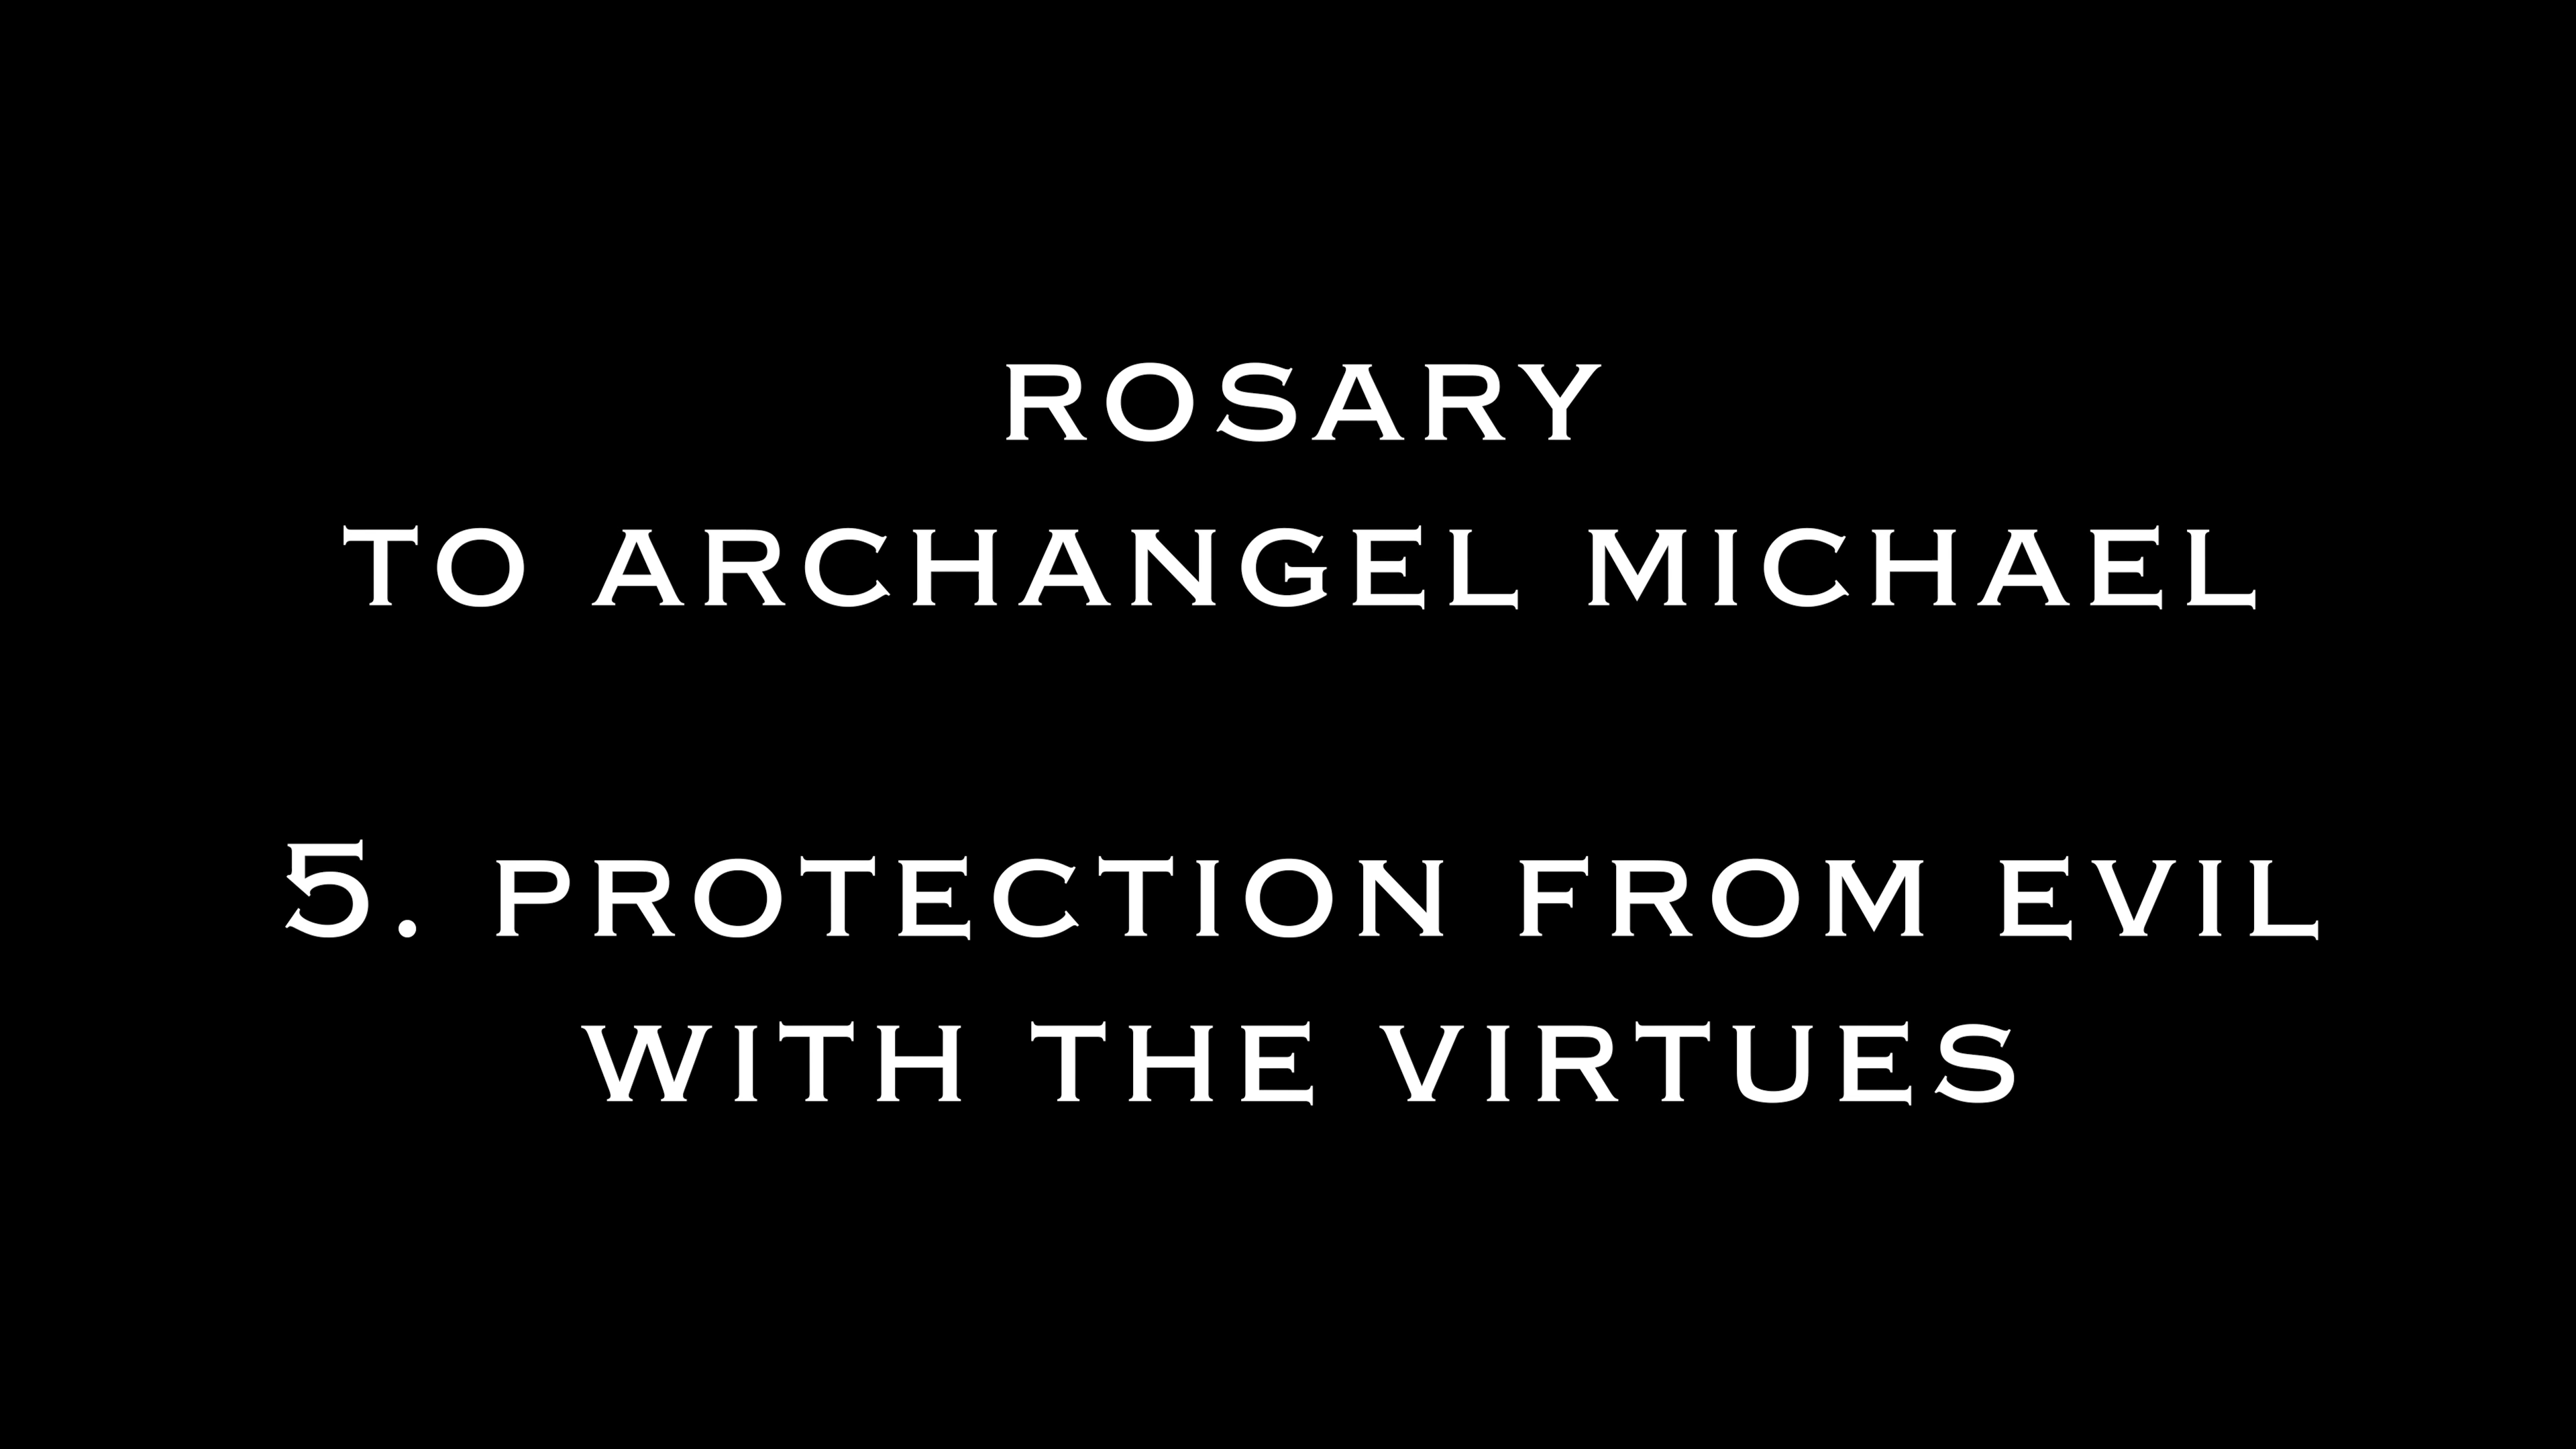 ROSARY
TO ARCHANGEL MICHAEL
5. PROTECTION FROM EVIL
WITH THE VIRTUES